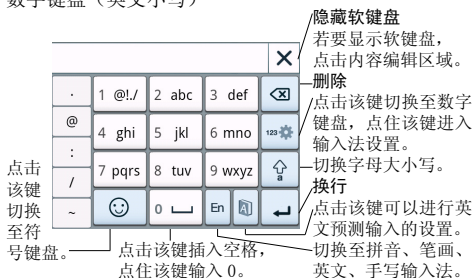 数字键盘（英文小写）
隐藏软键盘
若要显示软键盘，
点击内容编辑区域。
删除
点击该键切换至数字
键盘，点住该键进入
输入法设置。
切换字母大小写。
换行
点击该键可以进行英
文预测输入的设置。
切换至拼音、笔画、
英文、手写输入法。
. 1 @!./ 2 abc 3 def
@ 4 ghi 5 jkl 6 mno 123
:
/ 7 pqrs 8 tuv 9 wxyz a
~ 0 En A
点击
该键
切换
至符
号键盘。
点击该键插入空格，
点住该键输入 0。